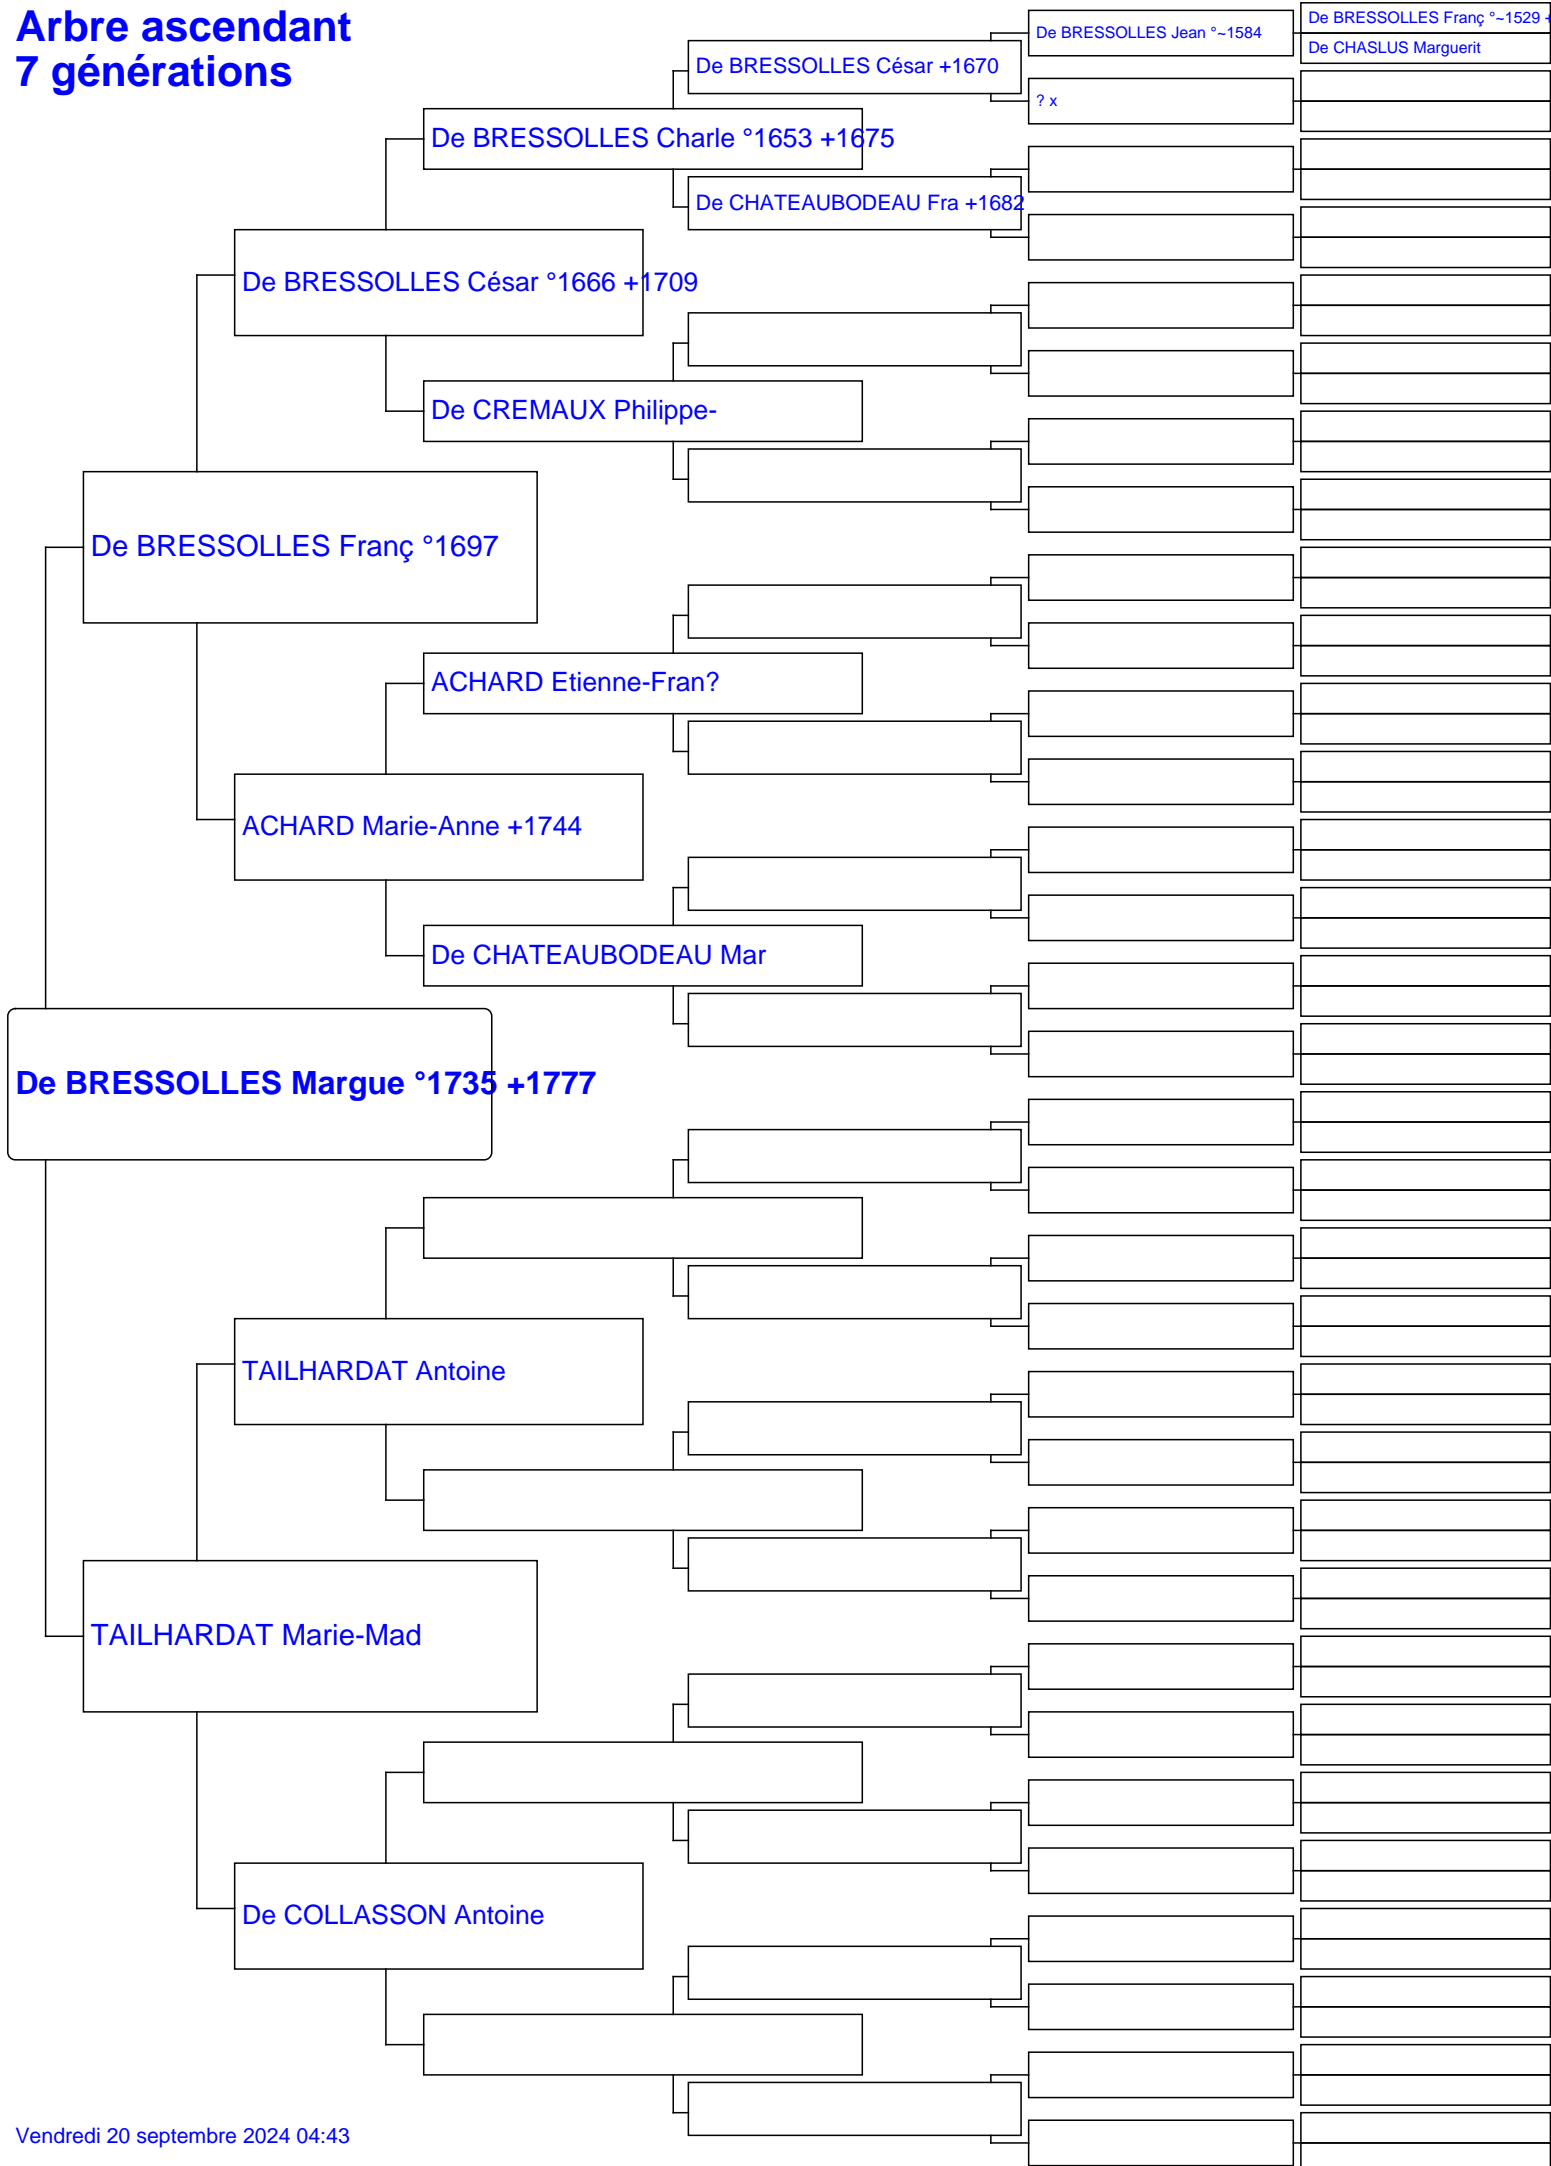 Arbre ascendant
7 générations
De BRESSOLLES Franç °~1529 +
De BRESSOLLES Jean °~1584
De CHASLUS Marguerit
De BRESSOLLES César +1670
? x
De BRESSOLLES Charle °1653 +1675
De CHATEAUBODEAU Fra +1682
De BRESSOLLES César °1666 +1709
De CREMAUX Philippe-
De BRESSOLLES Franç °1697
ACHARD Etienne-Fran?
ACHARD Marie-Anne +1744
De CHATEAUBODEAU Mar
De BRESSOLLES Margue °1735 +1777
TAILHARDAT Antoine
TAILHARDAT Marie-Mad
De COLLASSON Antoine
Vendredi 20 septembre 2024 04:43